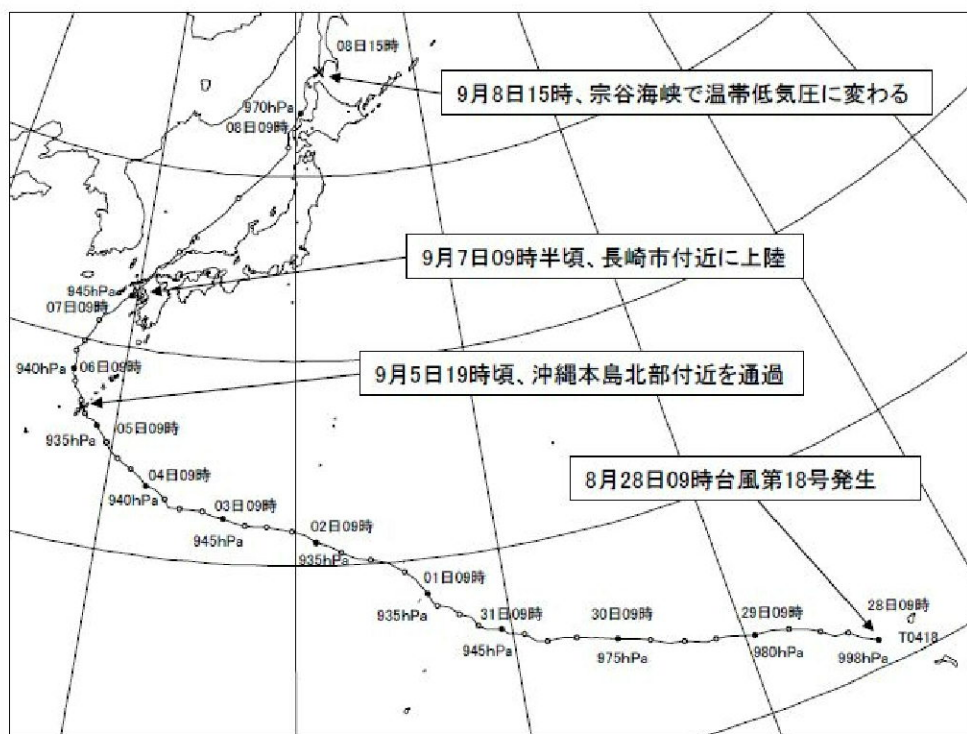 08日15時
9月8日15時、宗谷海峡で温帯低気圧に変わる
970hPa
08日09時
9月7日09時半頃、長崎市付近に上陸
945hPa
07日09時
940hPa
06日09時
9月5日19時頃、沖縄本島北部付近を通過
05日09時
935hPa
04日09時
940hPa
8月28日09時台風第18号発生
03日09時
945hPa
02日09時
935hPa
01日09時
935hPa
31日09時
945hPa
30日09時
975hPa
29日09時
980hPa
28日09時
T0418
998hPa